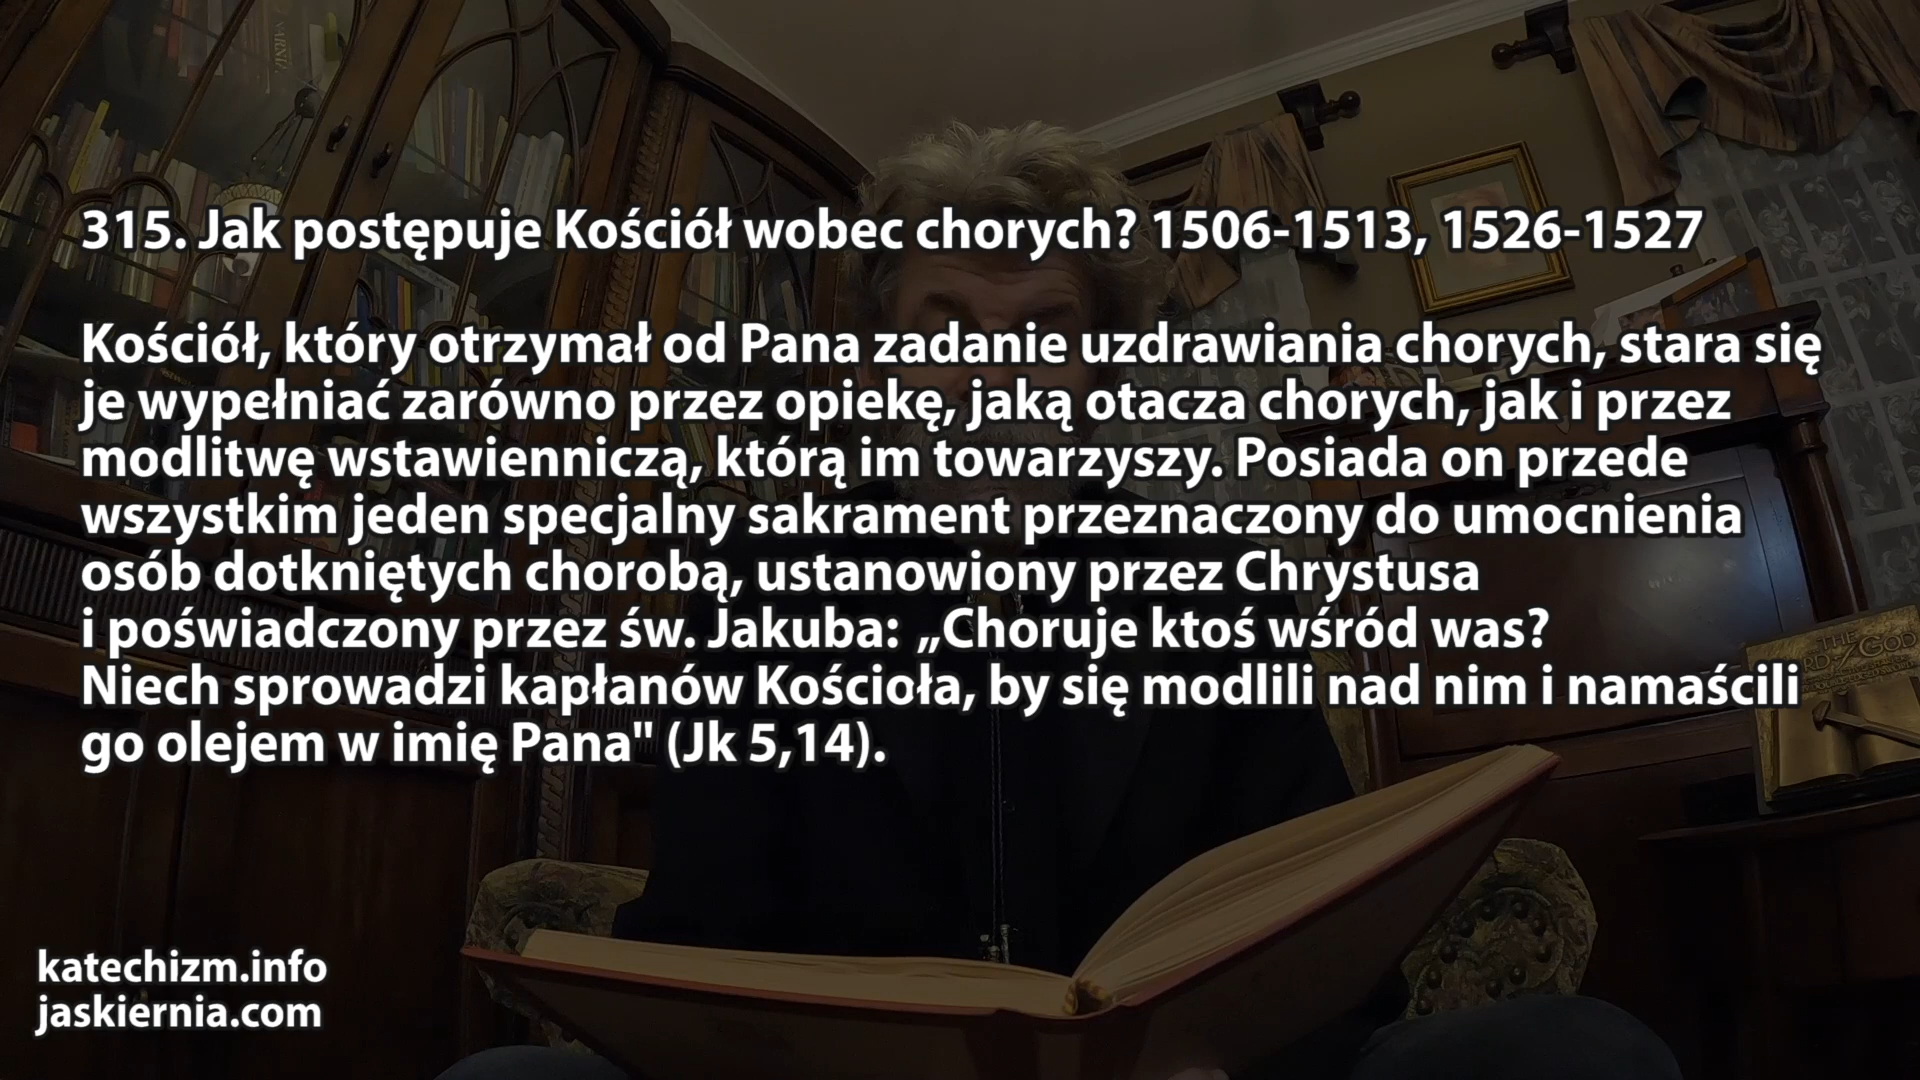 315. Jak postępuje Kościół wobec chorych? 1506-1513, 1526-1527
Kościół, który otrzymał od Pana zadanie uzdrawiania chorych, stara się
je wypełniać zarówno przez opiekę, jaką otacza chorych, jak i przez
modlitwę wstawienniczą, którą im towarzyszy. Posiada on przede
wszystkim jeden specjalny sakrament przeznaczony do umocnienia
osób dotkniętych chorobą, ustanowiony przez Chrystusa
i poświadczony przez św. Jakuba: „Choruje ktoś wśród was?
Niech sprowadzi kapłanów Kościoła, by się modlili nad nim i namaścili
go olejem w imię Pana" (Jk 5,14).
THE
GOD
katechizm.info
jaskiernia.com